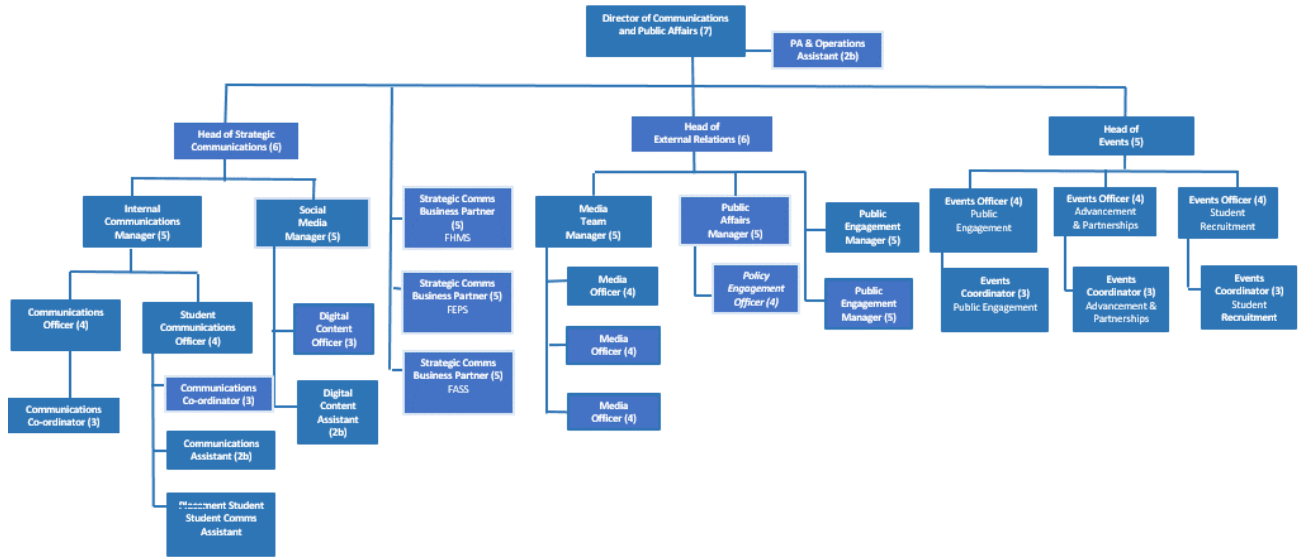 Director of Communications
and Public Affairs (7)
PA & Operations
Assistant (2b)
Head of Strategic
Communications (6)
Head of
External Relations (6)
Head of
Events (5)
Internal
Communications
Manager (5)
Social
Media
Manager (5)
Strategic Comms
Business Partner
(5)
FHMS
Media
Team
Manager (5)
Public
Affairs
Manager (5)
Public
Engagement
Manager (5)
Events Officer (4)
Public
Engagement
Events Officer (4)
Advancement
& Partnerships
Events Officer (4)
Student
Recruitment
Communications
Officer (4)
Student
Communications
Officer (4)
Digital
Content
Officer (3)
Strategic Comms
Business Partner (5)
FEPS
Media
Officer (4)
Policy
Engagement
Officer (4)
Public
Engagement
Manager (5)
Events
Coordinator (3)
Public Engagement
Events
Coordinator (3)
Advancement &
Partnerships
Events
Coordinator (3)
Student
Recruitment
Media
Officer (4)
Strategic Comms
Business Partner (5)
FASS
Communications
Co-ordinator (3)
Communications
Co-ordinator (3)
Digital
Content
Assistant
(2b)
Media
Officer (4)
Communications
Assistant (2b)
Placement Student
Student Comms
Assistant